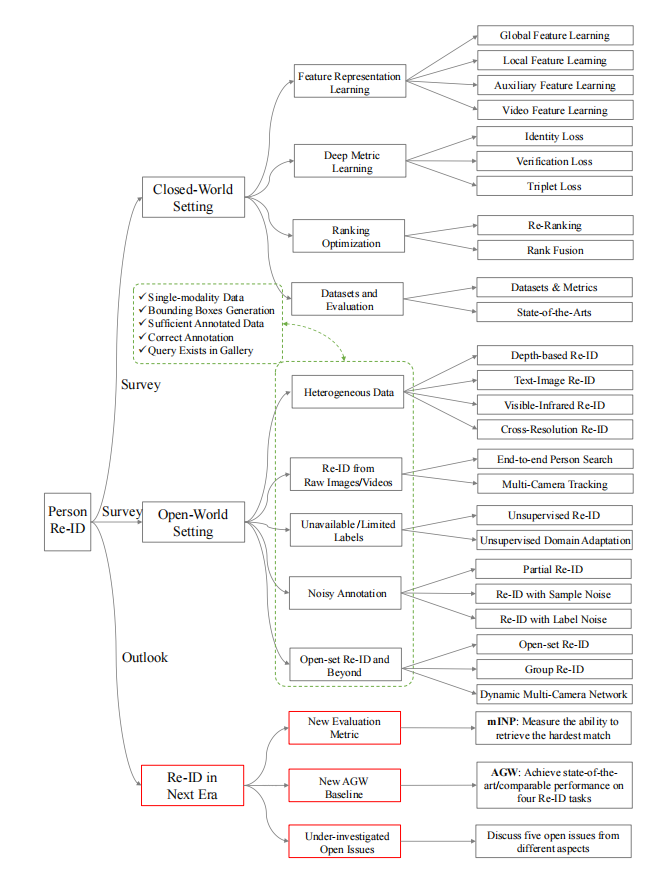 Person
Re-ID
Survey
Survey
Outlook
Closed-World
Setting
Feature Representation
Learning
Global Feature Learning
Local Feature Learning
Auxiliary Feature Learning
Video Feature Learning
Deep Metric
Learning
Identity Loss
Verification Loss
Triplet Loss
Ranking
Optimization
Re-Ranking
Rank Fusion
Datasets and
Evaluation
Datasets & Metrics
State-of-the-Arts
✓Single-modality Data
✓Bounding Boxes Generation
✓Sufficient Annotated Data
✓Correct Annotation
✓Query Exists in Gallery
Open-World
Setting
Heterogeneous Data
Depth-based Re-ID
Text-Image Re-ID
Visible-Infrared Re-ID
Cross-Resolution Re-ID
Re-ID from
Raw Images/Videos
End-to-end Person Search
Multi-Camera Tracking
Unavailable/Limited
Labels
Unsupervised Re-ID
Unsupervised Domain Adaptation
Noisy Annotation
Partial Re-ID
Re-ID with Sample Noise
Re-ID with Label Noise
Open-set Re-ID and
Beyond
Open-set Re-ID
Group Re-ID
Dynamic Multi-Camera Network
Re-ID in
Next Era
New Evaluation
Metric
mINP: Measure the ability to
retrieve the hardest match
New AGW
Baseline
AGW: Achieve state-of-the-
art/comparable performance on
four Re-ID tasks
Under-investigated
Open Issues
Discuss five open issues from
different aspects